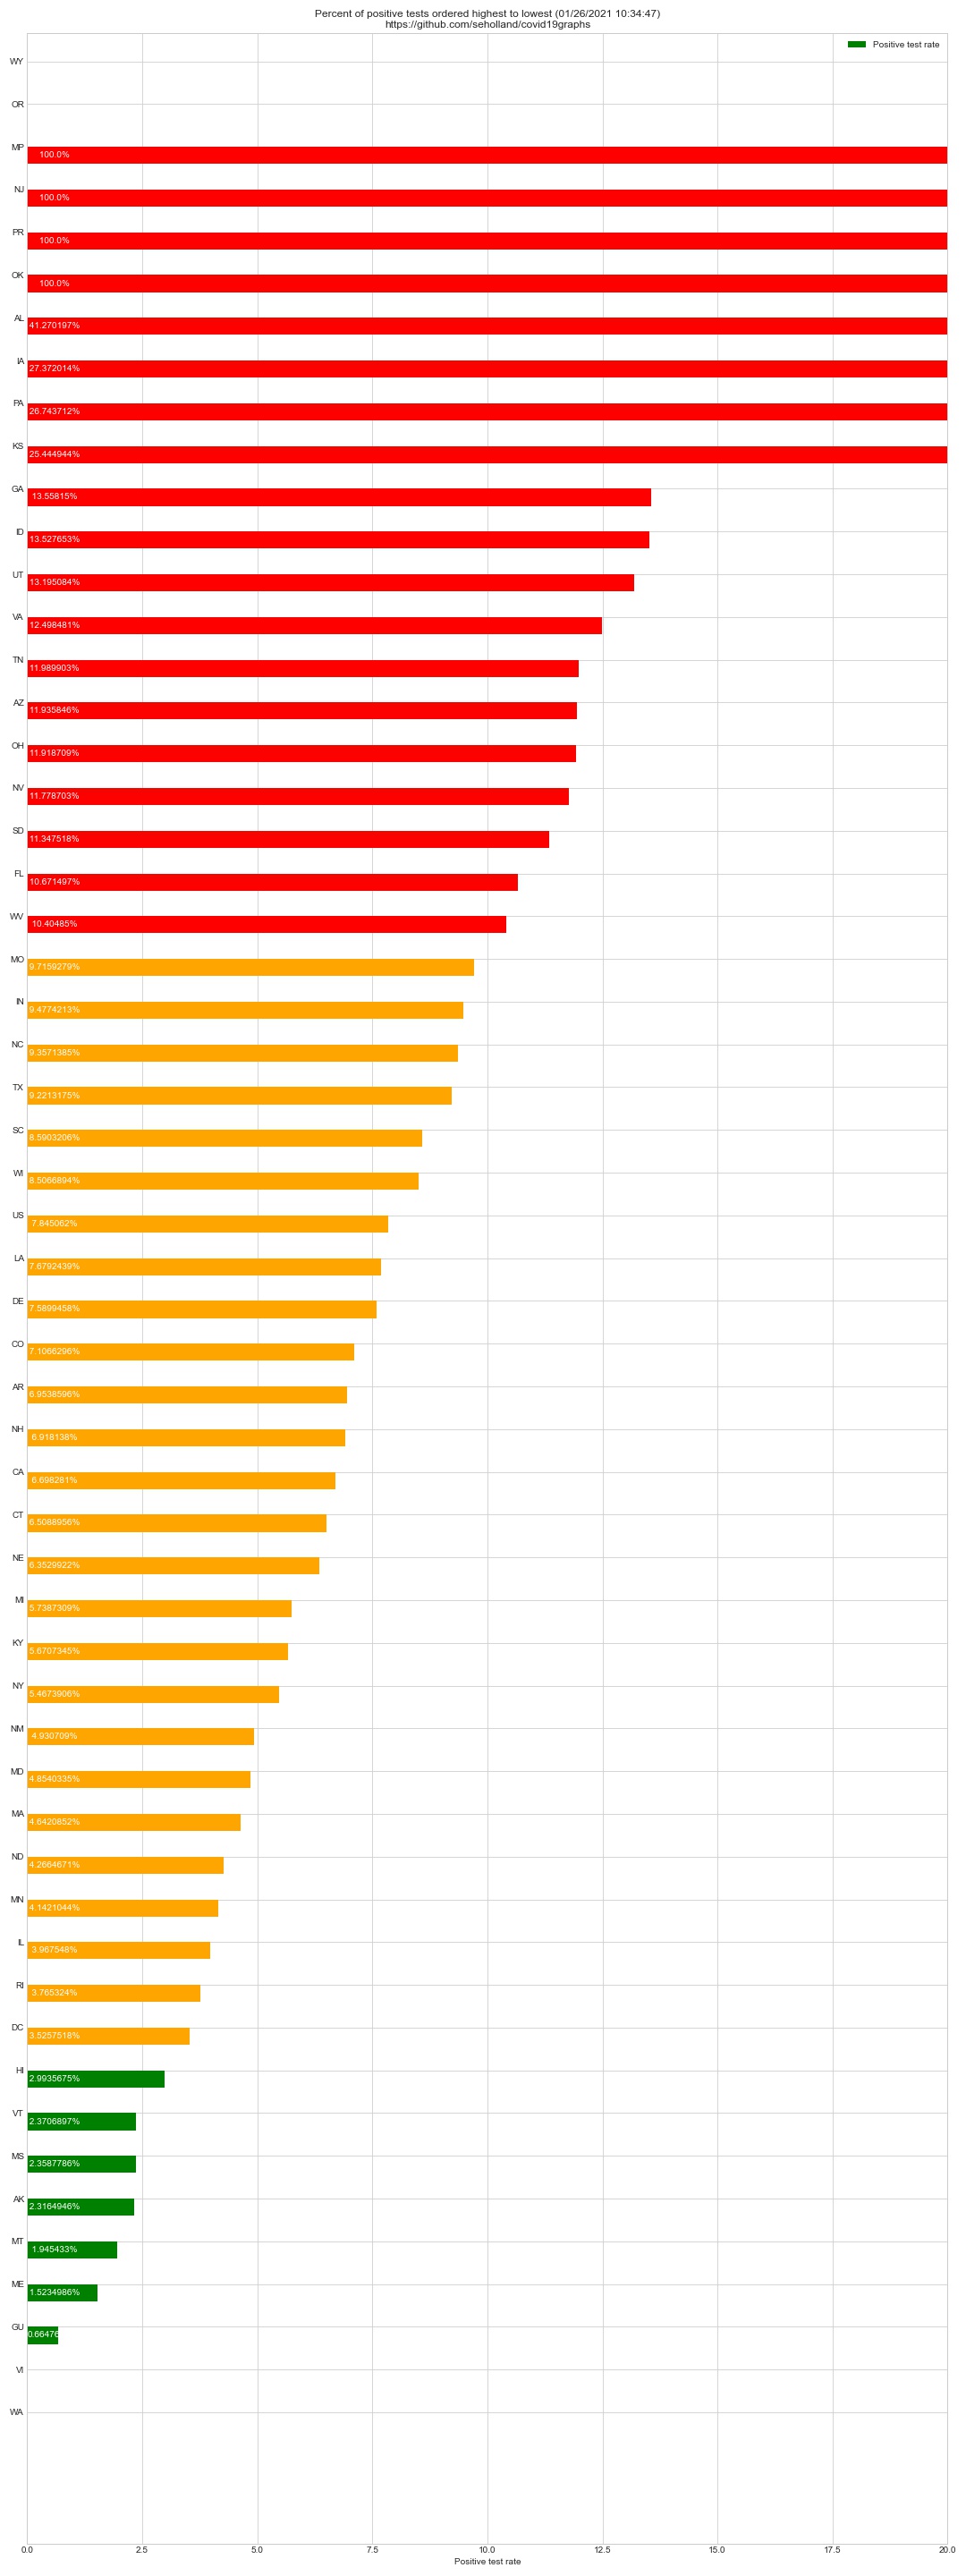 Percent of positive tests ordered highest to lowest (01/26/2021 10:34:47)
https://github.com/seholland/covid19graphs
Positive test rate
WY
OR
MP 100.0%
NJ 100.0%
PR 100.0%
OK 100.0%
AL 41.270197%
IA 27.372014%
PA 26.743712%
KS 25.444944%
GA 13.55815%
ID 13.527653%
UT 13.195084%
VA 12.498481%
TN 11.989903%
AZ 11.935846%
OH 11.918709%
NV 11.778703%
SD 11.347518%
FL 10.671497%
WV 10.40485%
MO 9.7159279%
IN 9.4774213%
NC 9.3571385%
TX 9.2213175%
SC 8.5903206%
WI 8.5066894%
US 7.845062%
LA 7.6792439%
DE 7.5899458%
CO 7.1066296%
AR 6.9538596%
NH 6.918138%
CA 6.698281%
CT 6.5088956%
NE 6.3529922%
MI 5.7387309%
KY 5.6707345%
NY 5.4673906%
NM 4.930709%
MD 4.8540335%
MA 4.6420852%
ND 4.2664671%
MN 4.1421044%
IL 3.967548%
RI 3.765324%
DC 3.5257518%
HI 2.9935675%
VT 2.3706897%
MS 2.3587786%
AK 2.3164946%
MT 1.945433%
ME 1.5234986%
GU 0.66476
VI
WA
0.0 2.5 5.0 7.5 10.0 12.5 15.0 17.5 20.0
Positive test rate